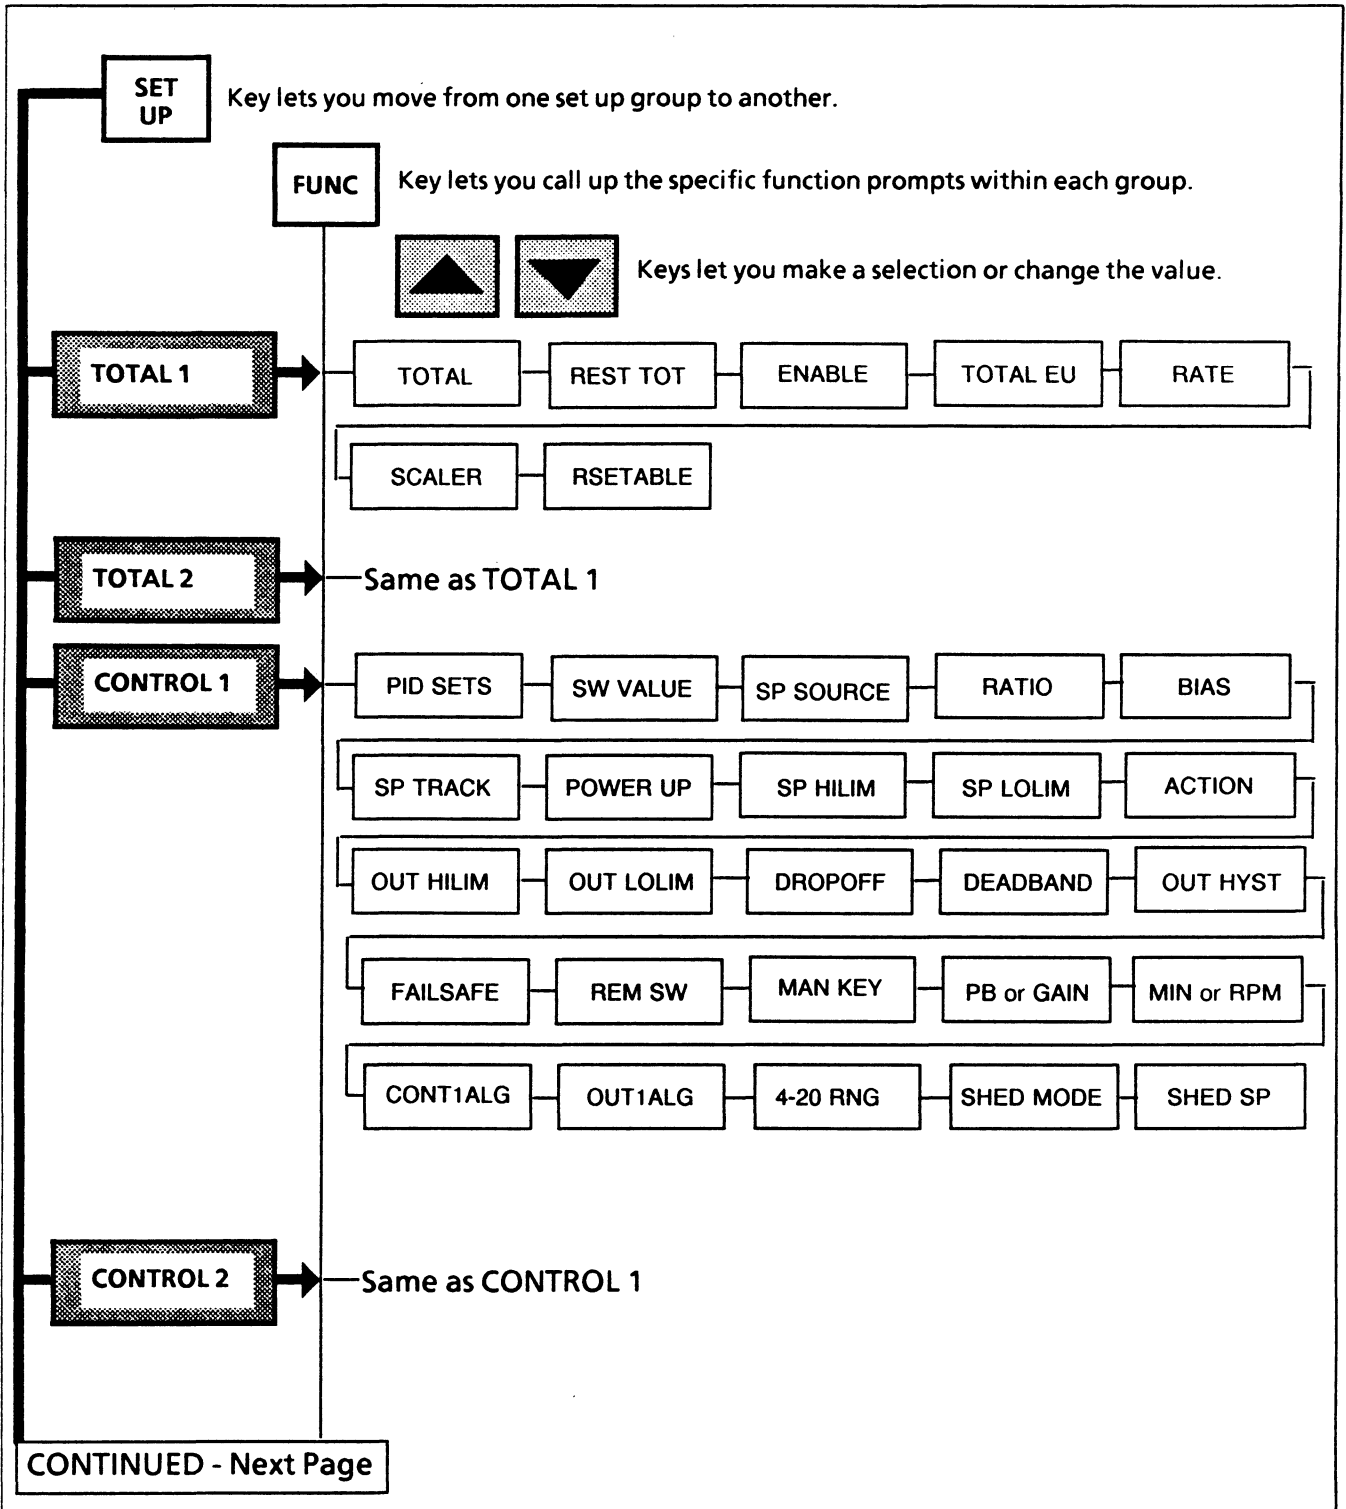 SET
UP
Key lets you move from one set up group to another.
FUNC
Key lets you call up the specific function prompts within each group.
Keys let you make a selection or change the value.
TOTAL 1
TOTAL
REST TOT
ENABLE
TOTAL EU
RATE
SCALER
RSETABLE
TOTAL 2
Same as TOTAL 1
CONTROL 1
PID SETS
SW VALUE
SP SOURCE
RATIO
BIAS
SP TRACK
POWER UP
SP HILIM
SP LOLIM
ACTION
OUT HILIM
OUT LOLIM
DROPOFF
DEADBAND
OUT HYST
FAILSAFE
REM SW
MAN KEY
PB or GAIN
MIN or RPM
CONT1ALG
OUT1ALG
4-20 RNG
SHED MODE
SHED SP
CONTROL 2
Same as CONTROL 1
CONTINUED - Next Page